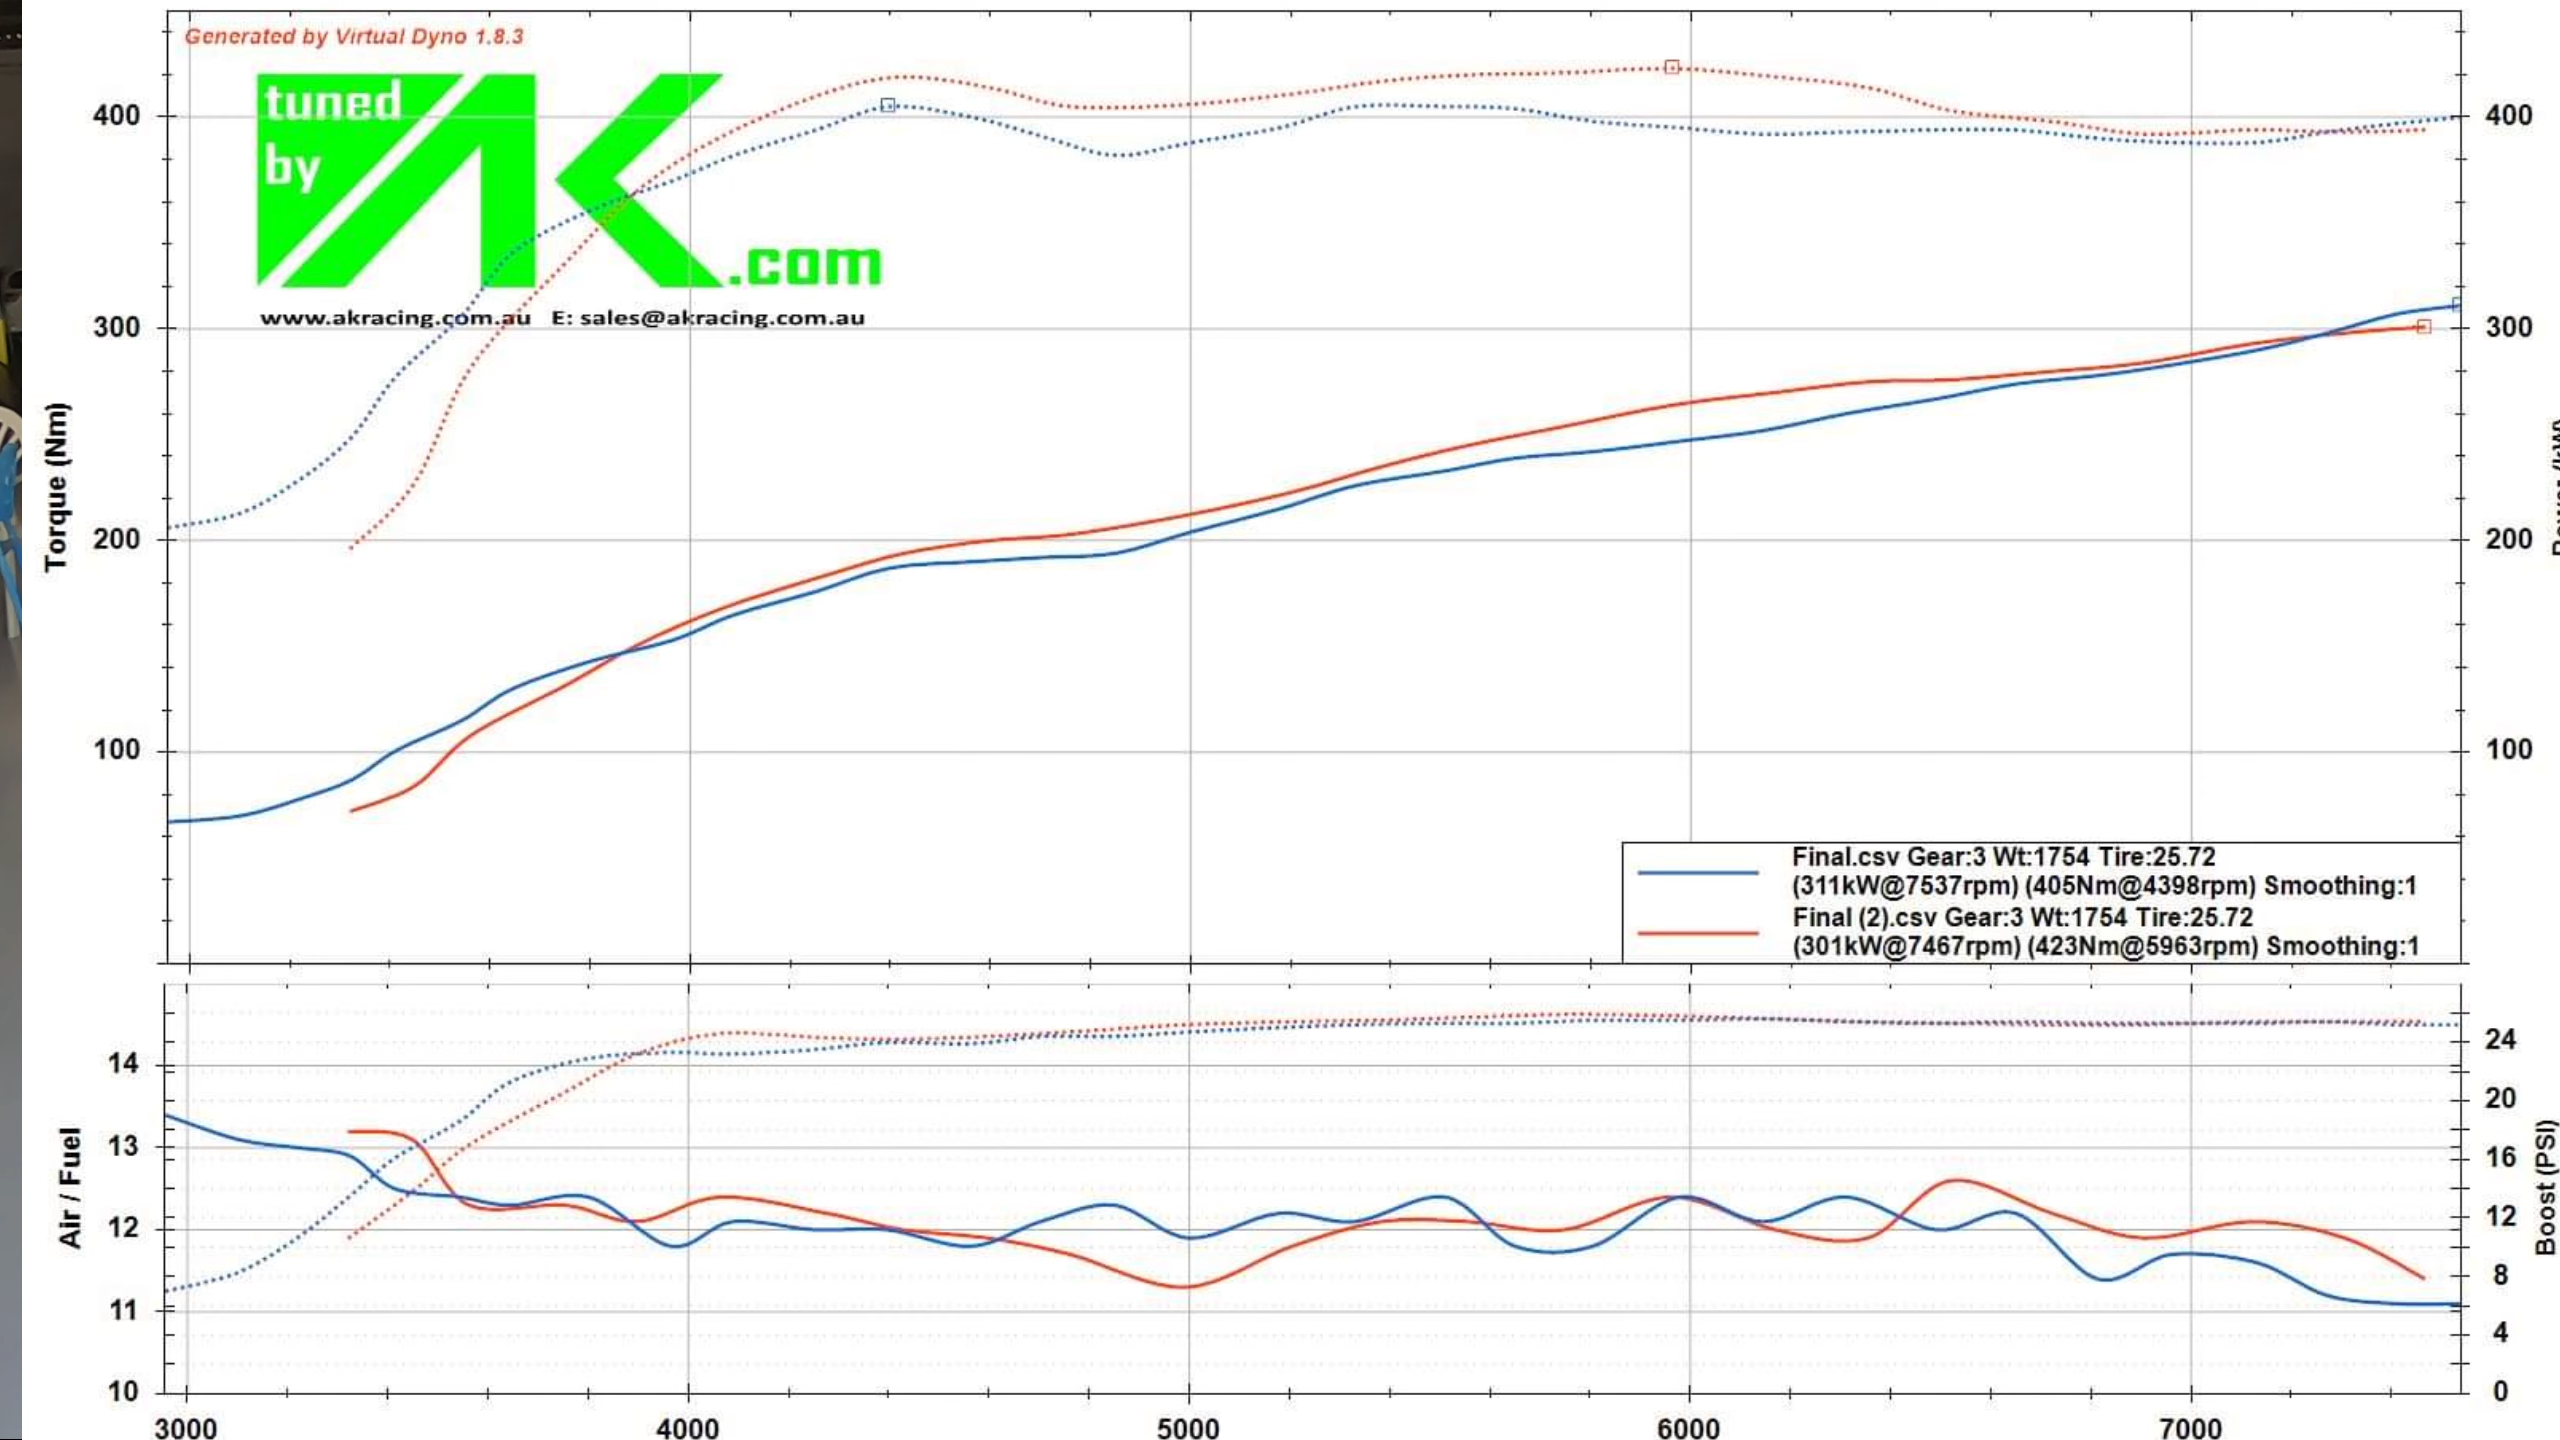 Generated by Virtual Dyno 1.8.3
tuned
by
AK
.com
www.akracing.com.au E: sales@akracing.com.au
Torque (Nm)
400
300
200
100
400
300
200
100
Final.csv Gear:3 Wt:1754 Tire:25.72
(311kW@7537rpm) (405Nm@4398rpm) Smoothing:1
Final (2).csv Gear:3 Wt:1754 Tire:25.72
(301kW@7467rpm) (423Nm@5963rpm) Smoothing:1
Air / Fuel
14
13
12
11
10
24
20
16
12
8
4
0
Boost (PSI)
3000 4000 5000 6000 7000